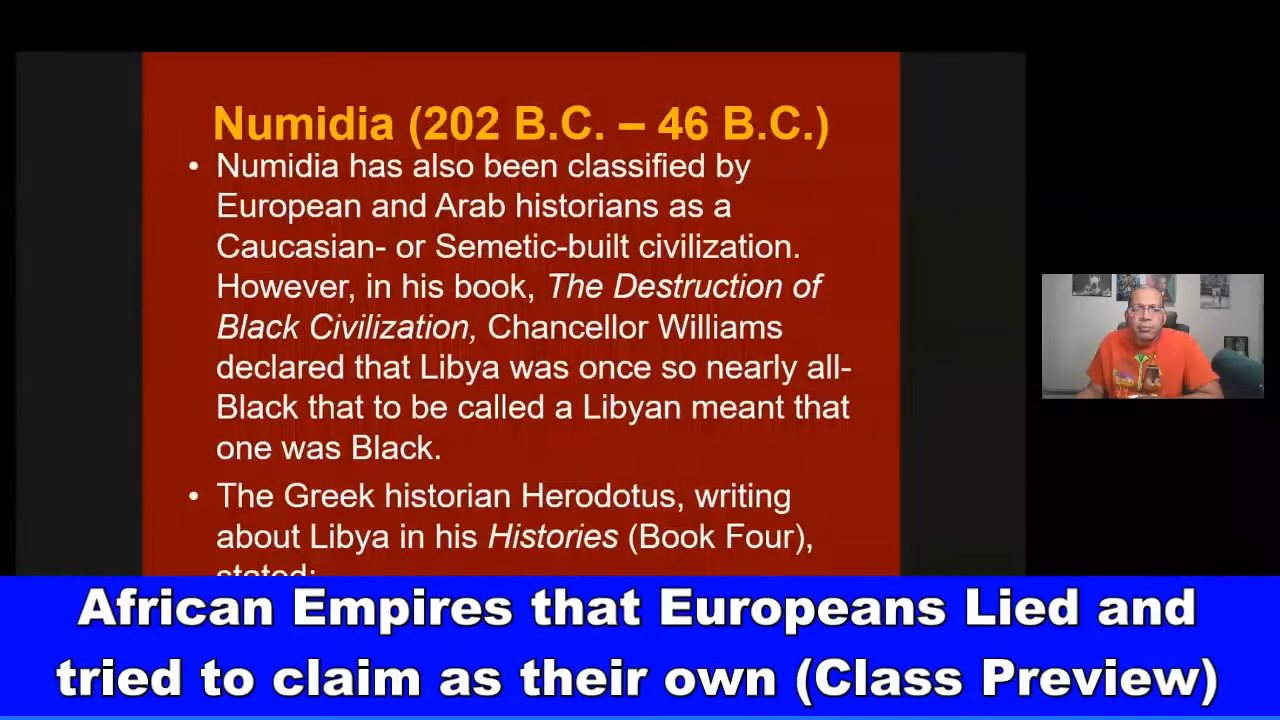 Numidia (202 B.C. – 46 B.C.)
• Numidia has also been classified by
European and Arab historians as a
Caucasian- or Semetic-built civilization.
However, in his book, The Destruction of
Black Civilization, Chancellor Williams
declared that Libya was once so nearly all-
Black that to be called a Libyan meant that
one was Black.
• The Greek historian Herodotus, writing
about Libya in his Histories (Book Four),
stated:
African Empires that Europeans Lied and
tried to claim as their own (Class Preview)